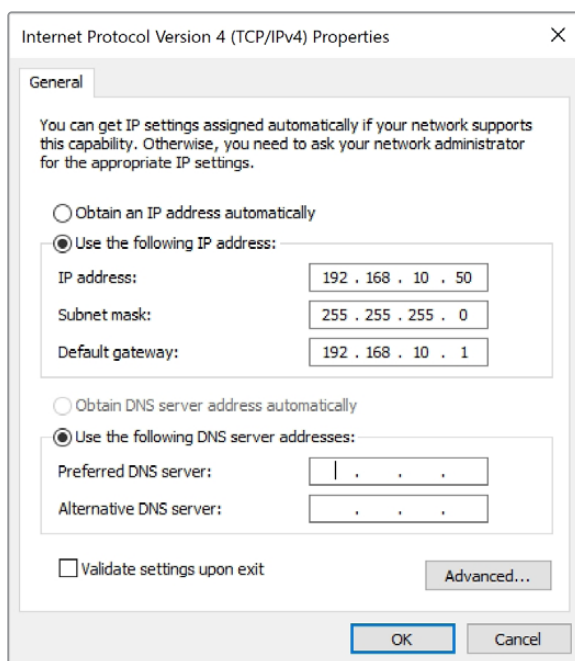 Internet Protocol Version 4 (TCP/IPv4) Properties
General
You can get IP settings assigned automatically if your network supports
this capability. Otherwise, you need to ask your network administrator
for the appropriate IP settings.
Obtain an IP address automatically
Use the following IP address:
IP address: 192 . 168 . 10 . 50
Subnet mask: 255 . 255 . 255 . 0
Default gateway: 192 . 168 . 10 . 1
Obtain DNS server address automatically
Use the following DNS server addresses:
Preferred DNS server: . . .
Alternative DNS server: . . .
Validate settings upon exit
Advanced...
OK Cancel